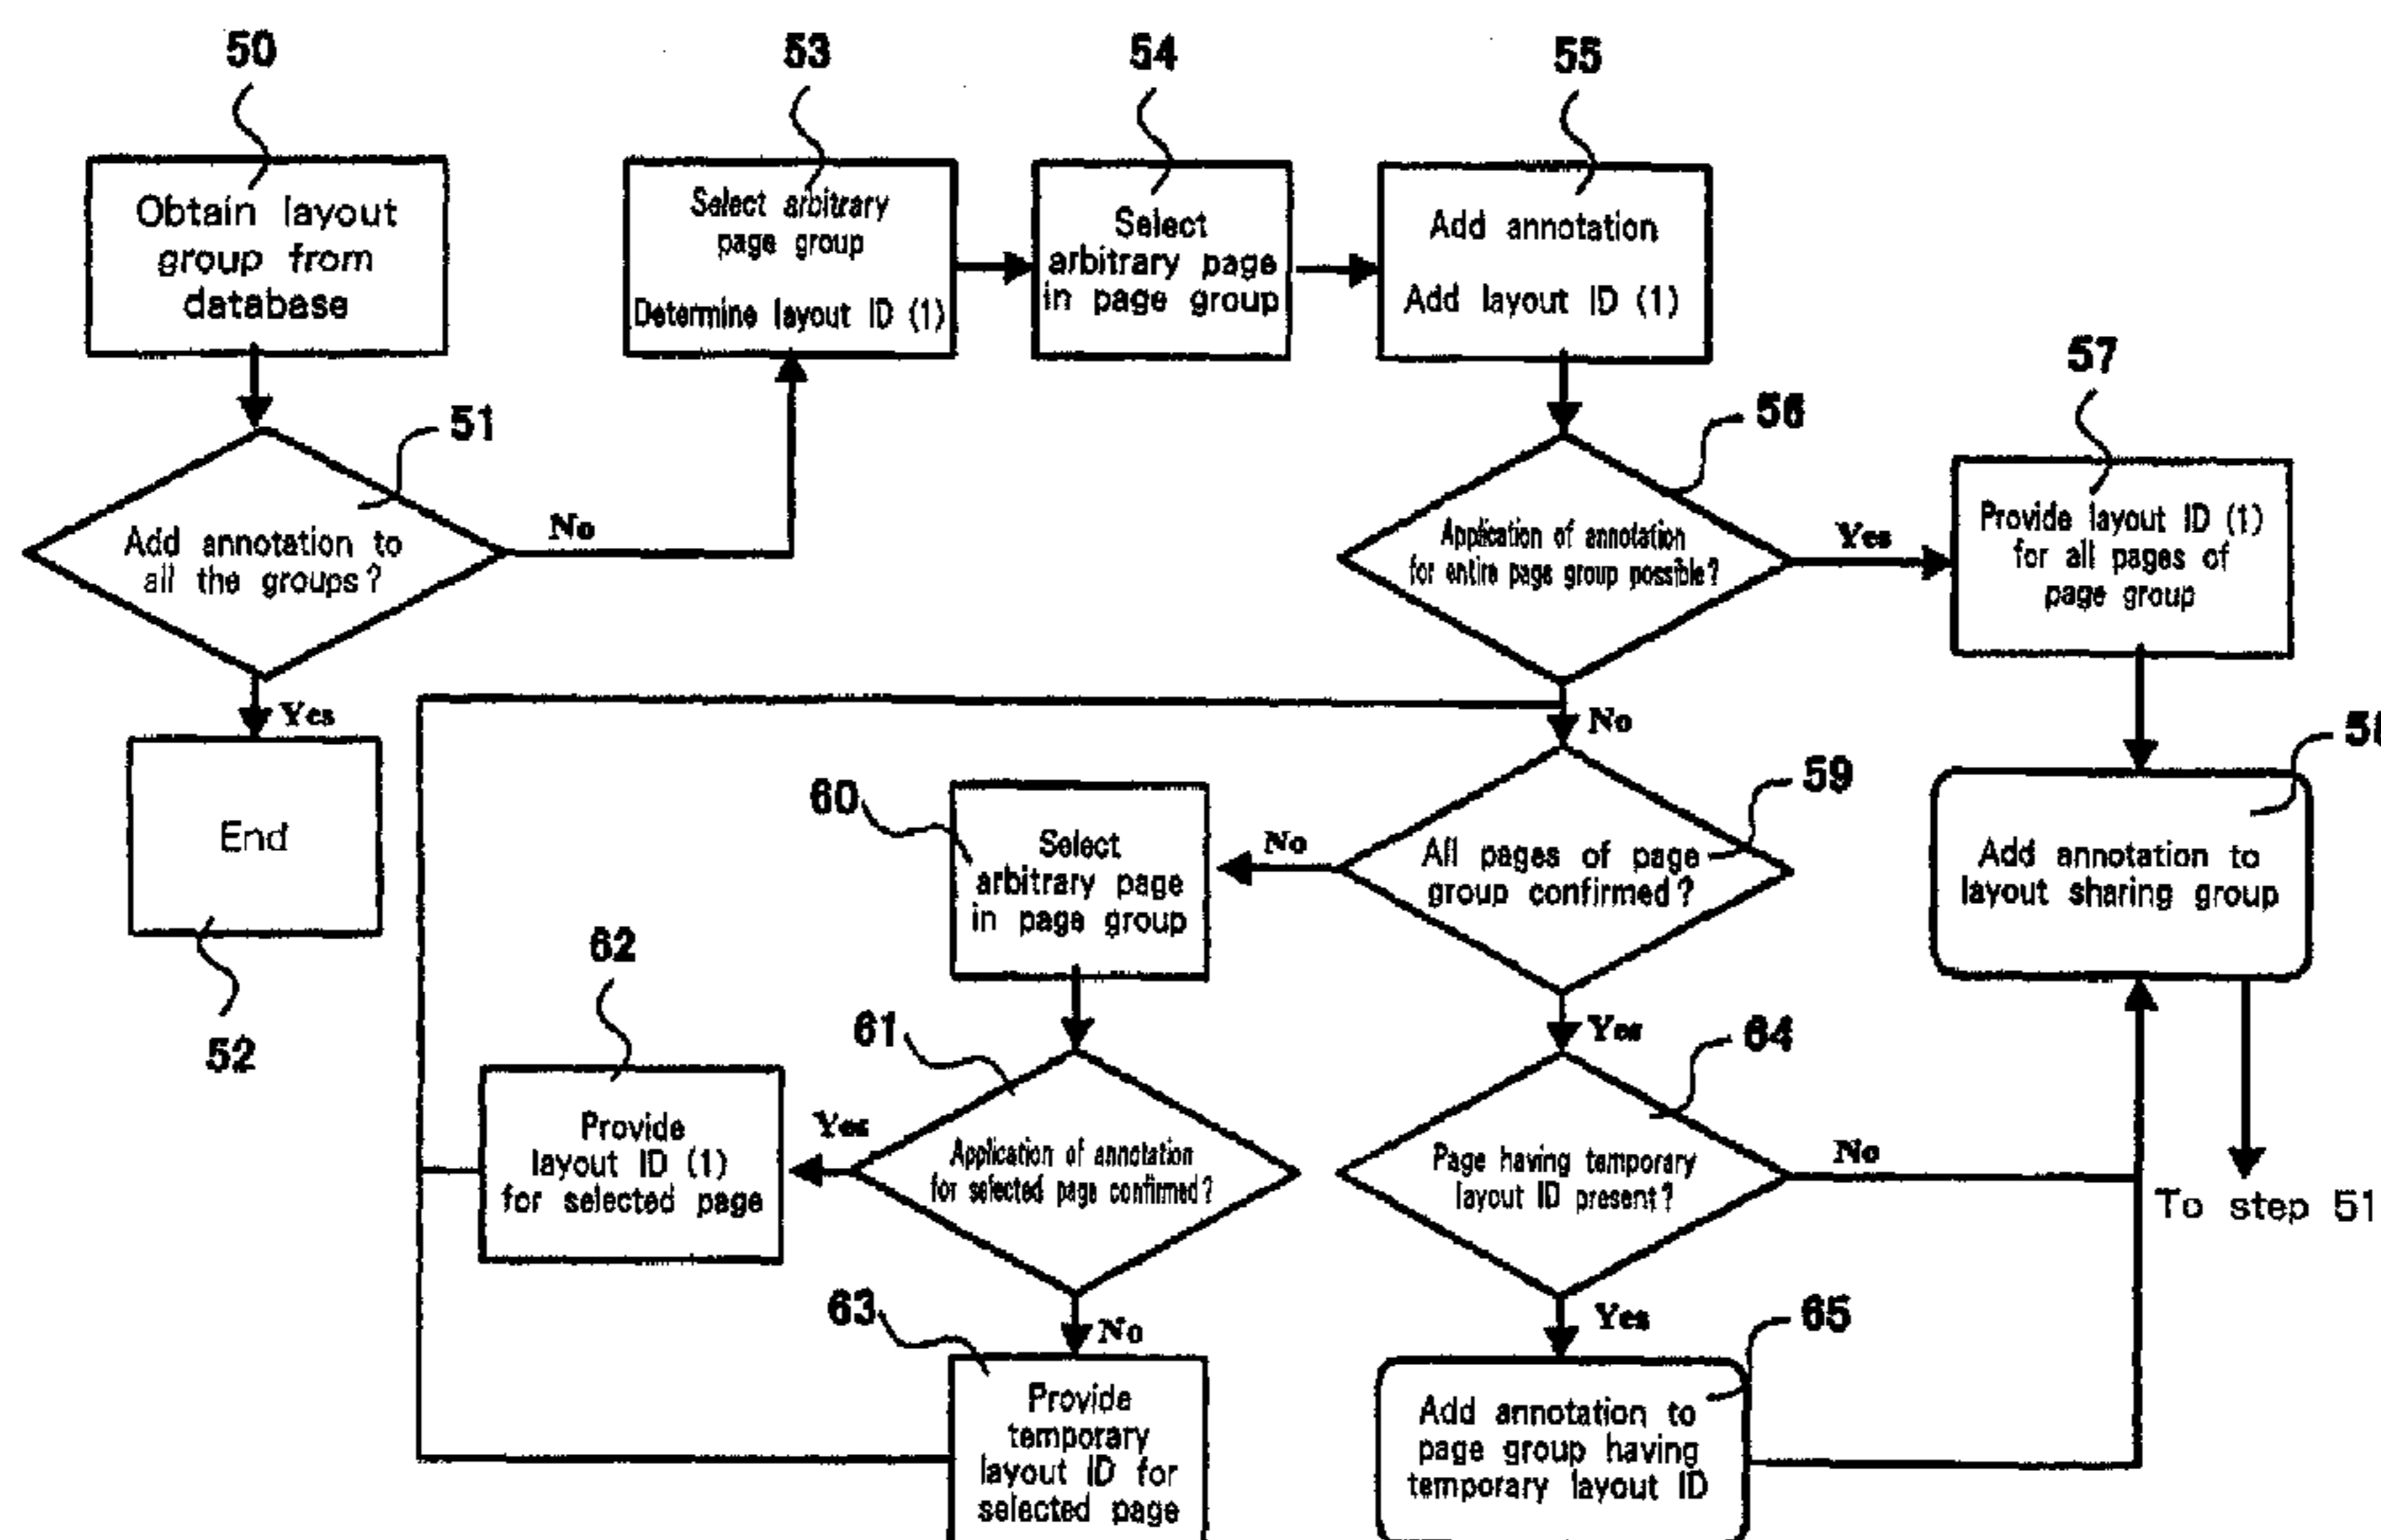 50
53
54
55
Obtain layout
group from
database
Select arbitrary
page group
Determine layout ID (1)
Select
arbitrary page
in page group
Add annotation
Add layout ID (1)
51
Add annotation to
all the groups?
No
Yes
End
52
56
Application of annotation
for entire page group possible?
Yes
No
57
Provide layout ID (1)
for all pages of
page group
Add annotation to
layout sharing group
To step 51
59
All pages of page
group confirmed?
No
Yes
60
Select
arbitrary page
in page group
61
Application of annotation
for selected page confirmed?
Yes
No
62
Provide
layout ID (1)
for selected page
63
Provide
temporary
layout ID for
selected page
64
Page having temporary
layout ID present?
No
Yes
65
Add annotation to
page group having
temporary layout ID